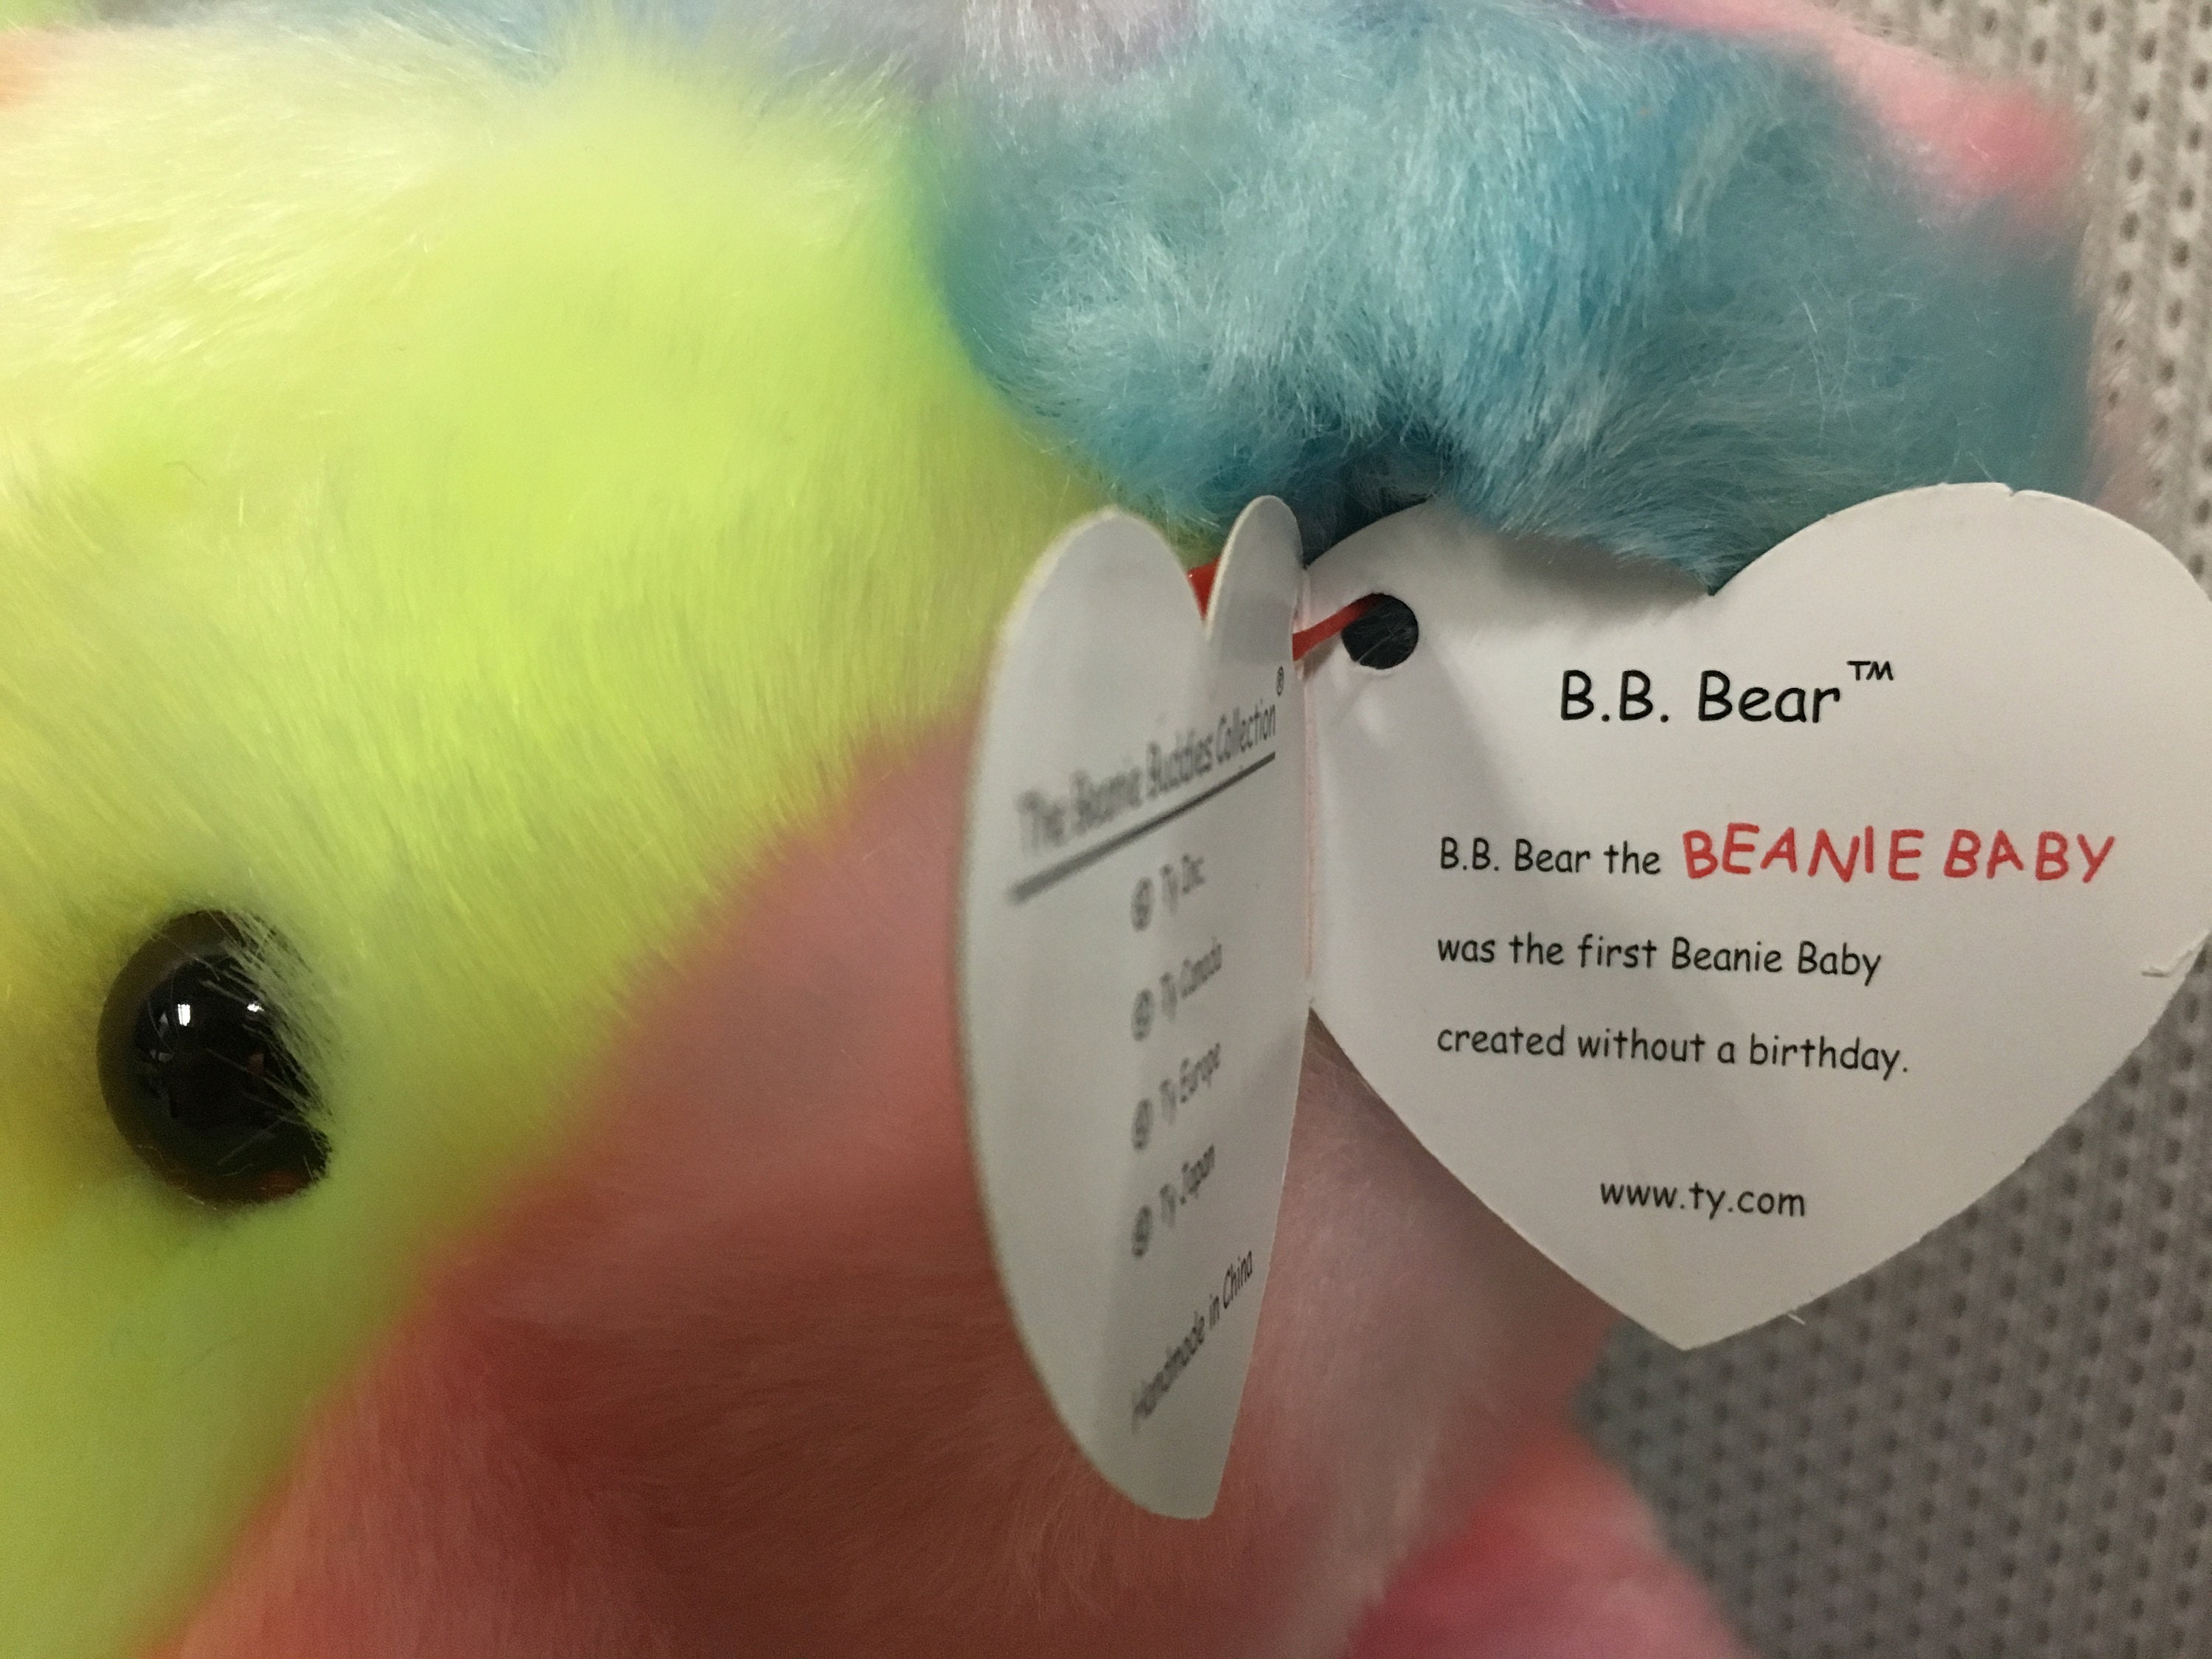 The Beanie Buddies Collection®
© Ty Inc.
© Ty Canada
© Ty Europe
© Ty Japan
Handmade in China
B.B. Bear™
B.B. Bear the BEANIE BABY
was the first Beanie Baby
created without a birthday.
www.ty.com